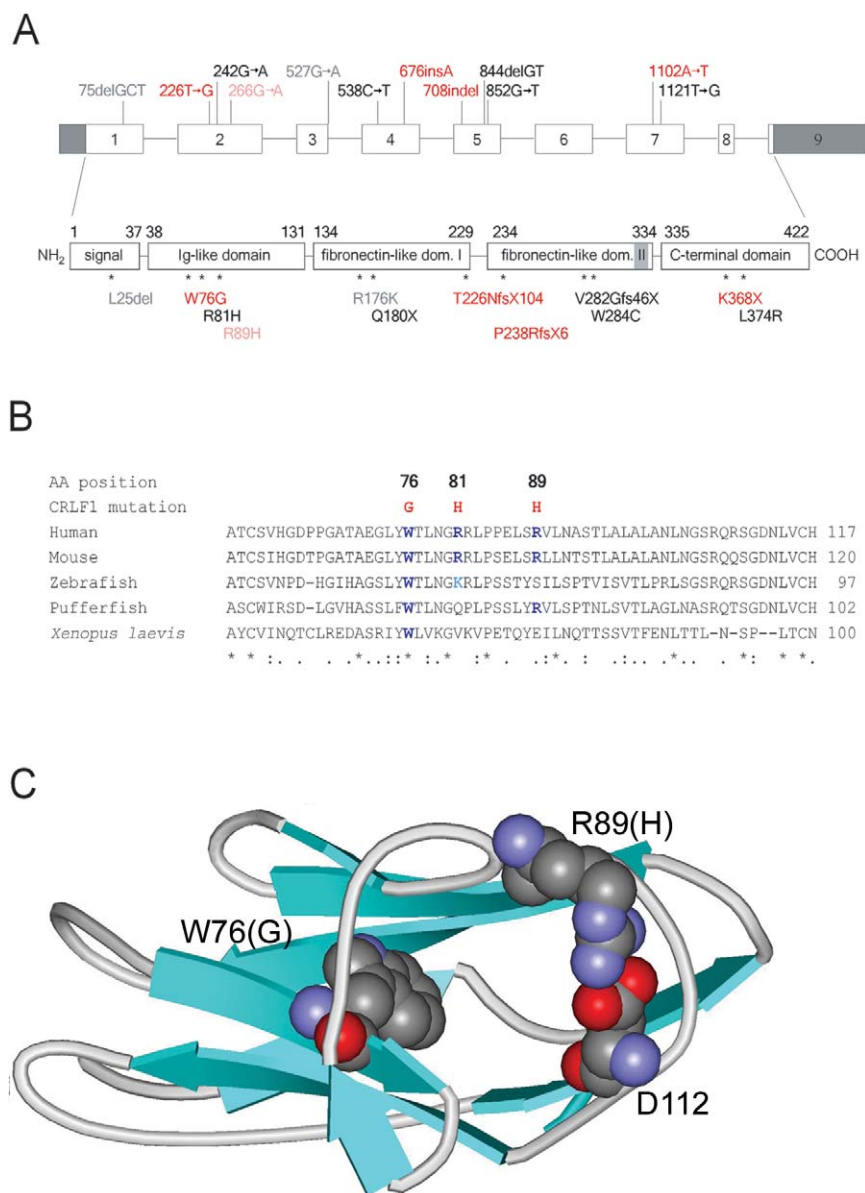 A
242G→A 527G→A 676insA 844delGT 1102A→T
75delGCT 226T→G 266G→A 538C→T 708indel 852G→T 1121T→G
1 2 3 4 5 6 7 8 9
1 37 38 131 134 229 234 334 335 422
NH2 signal Ig-like domain fibronectin-like dom. I fibronectin-like dom. II C-terminal domain COOH
* * * * * * * * * * * *
L25del W76G R176K T226NfsX104 V282Gfs46X K368X
R81H Q180X W284C L374R
R89H P238RfsX6
B
AA position 76 81 89
CRLF1 mutation G H H
Human ATCSVHGDPPGATAEGLYWTLNGRRLPPELSRVLNASTLALALANLNGSRQRSGDNLVCH 117
Mouse ATCSIHGDTPGATAEGLYWTLNGRRLPPELSRLLNTSTLALALANLNGSRQQSGDNLVCH 120
Zebrafish ATCSVNPD-HGIHAGSLYWTLNGKRLPSSTYSILSPTVISVTLPRLSGSRQRSGDNLVCH 97
Pufferfish ASCWIRSD-LGVHASSLFWTLNGQPLPSSLYRVLSPTNLSVTLAGLNASRQTSGDNLVCH 102
Xenopus laevis AYCVINQTCLREDASRIYWLVKGVKVPETQYEILNQTTSSVTFENLTTL-N-SP--LTCN 100
* * :. . * . .::* .* . * . :. : . . * . . . * . * *.
C
R89(H)
W76(G)
D112